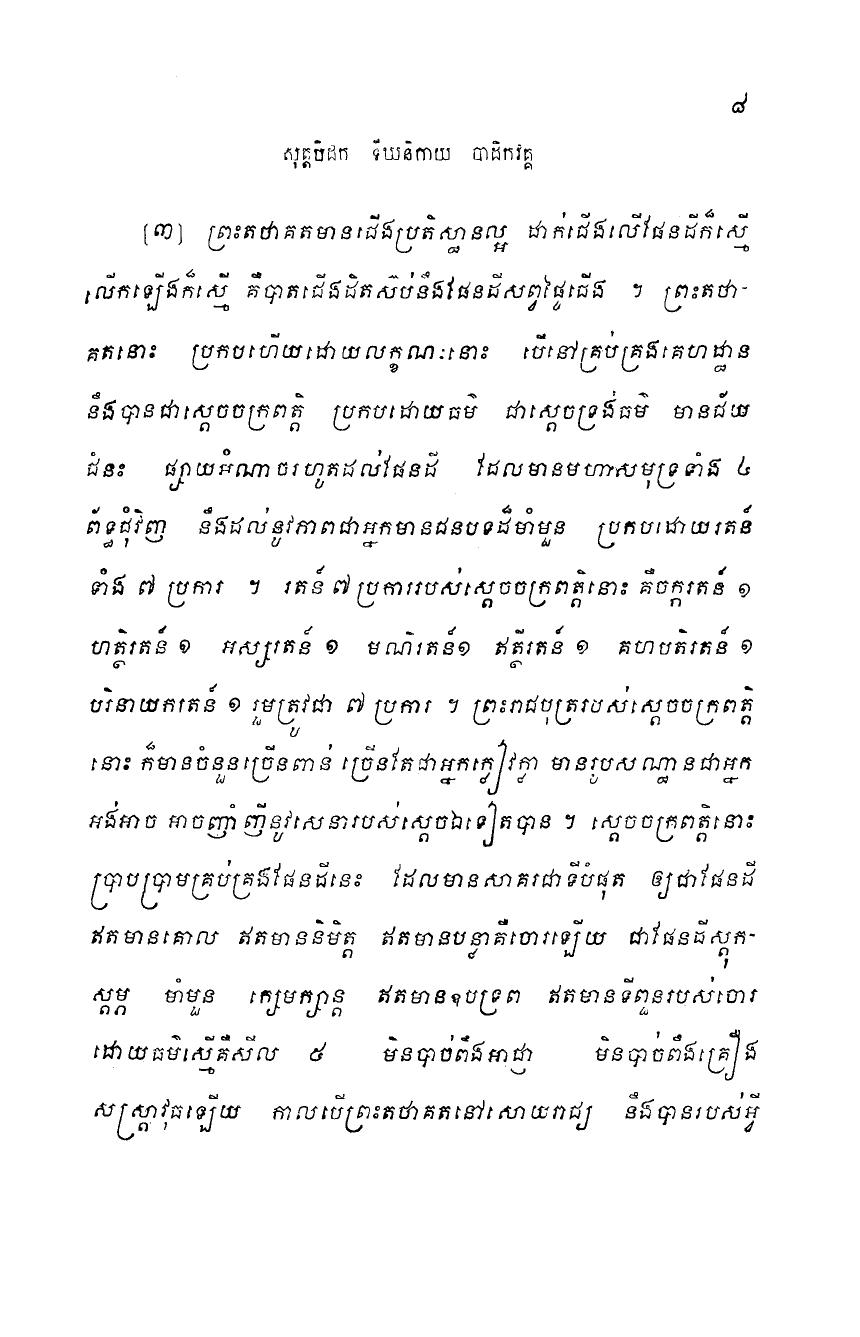 ៨
សុត្តបិដក ទីឃនិកាយ បាដិកវគ្គ
[៣] ព្រះតថាគតមានជើងប្រតិស្ឋានល្អ ដាក់ជើងលើផែនដីក៏ស្មើ
លើកឡើងក៏ស្មើ គឺបាតជើងដិតស៊ប់នឹងផែនដីសព្វផ្ទៃជើង ។ ព្រះតថា-
គតនោះ ប្រកបហើយដោយលក្ខណៈនោះ បើនៅគ្រប់គ្រងគេហដ្ឋាន
នឹងបានជាស្តេចចក្រពត្តិ ប្រកបដោយធម៌ ជាស្តេចទ្រង់ធម៌ មានជ័យ
ជំនះ ផ្សាយអំណាចរហូតដល់ផែនដី ដែលមានមហាសមុទ្រទាំង ៤
ព័ទ្ធជុំវិញ នឹងដល់នូវភាពជាអ្នកមានជនបទដ៏មាំមួន ប្រកបដោយរតន៍
ទាំង ៧ ប្រការ ។ រតន៍ ៧ ប្រការរបស់ស្តេចចក្រពត្តិនោះ គឺចក្ករតន៍ ១
ហត្ថិរតន៍ ១ អស្សរតន៍ ១ មណិរតន៍១ ឥត្ថីរតន៍ ១ គហបតិរតន៍ ១
បរិនាយករតន៍ ១ រួមត្រូវជា ៧ ប្រការ ។ ព្រះរាជបុត្ររបស់ស្តេចចក្រពត្តិ
នោះ ក៏មានចំនួនច្រើនពាន់ ច្រើនតែជាអ្នកក្លៀវក្លា មានរូបសណ្ឋានជាអ្នក
អង់អាច អាចញាំញីនូវសេនារបស់ស្តេចឯទៀតបាន ។ ស្តេចចក្រពត្តិនោះ
ប្រាបប្រាមគ្រប់គ្រងផែនដីនេះ ដែលមានសាគរជាទីបំផុត ឲ្យជាផែនដី
ឥតមានគោល ឥតមាននិមិត្ត ឥតមានបន្លាគឺចោរឡើយ ជាផែនដីស្តុក-
ស្តម្ភ មាំមួន ក្សេមក្សាន្ត ឥតមានឧបទ្រព ឥតមានទីពួនរបស់ចោរ
ដោយធម៌ស្មើគឺសីល ៥ មិនបាច់ពឹងអាជ្ញា មិនបាច់ពឹងគ្រឿង
សស្ត្រាវុធឡើយ កាលបើព្រះតថាគតនៅសោយរាជ្យ នឹងបានរបស់អ្វី